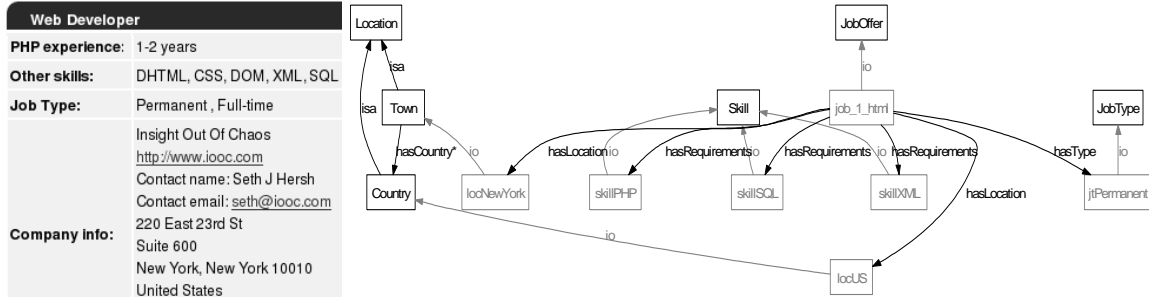 Web Developer
PHP experience: 1-2 years
Other skills: DHTML, CSS, DOM, XML, SQL
Job Type: Permanent , Full-time
Company info:
Insight Out Of Chaos
http://www.iooc.com
Contact name: Seth J Hersh
Contact email: seth@iooc.com
220 East 23rd St
Suite 600
New York, New York 10010
United States
Location
JobOffer
isa
io
isa
Town
Skill
job_1_html
JobType
hasCountry*
io
hasLocation
io
hasRequirements
io
hasRequirements
io
hasRequirements
hasType
io
Country
locNewYork
skillPHP
skillSQL
skillXML
hasLocation
jtPermanent
io
locUS